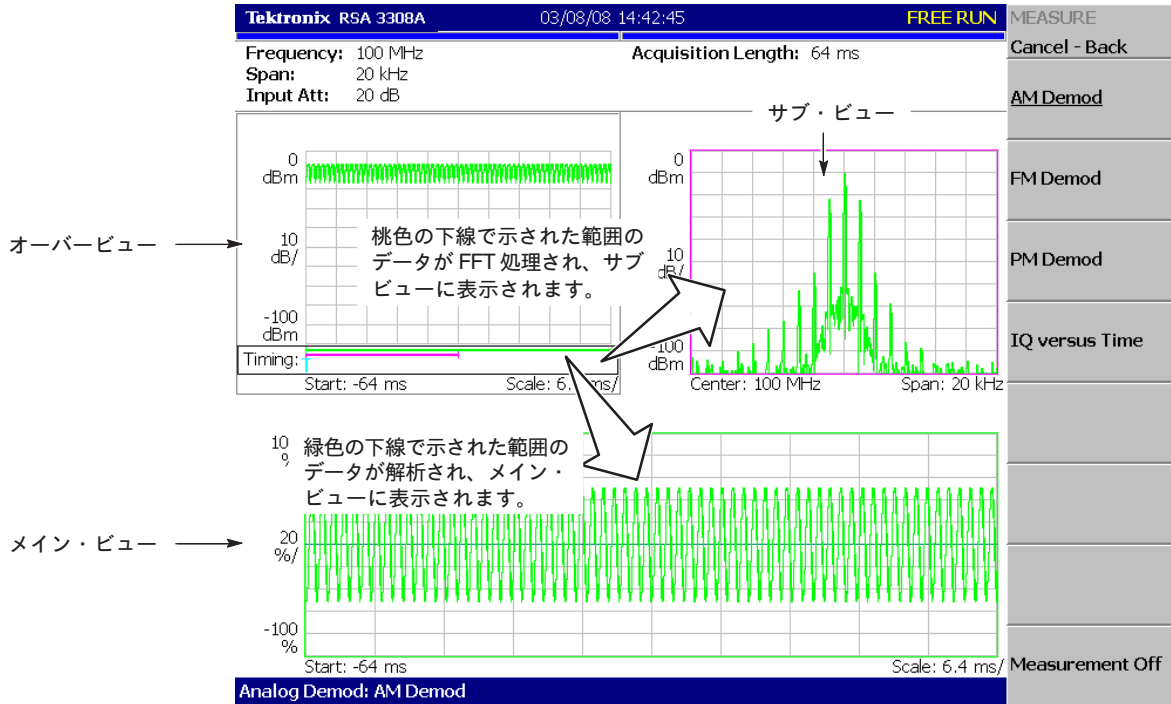 Tektronix RSA 3308A 03/08/08 14:42:45 FREE RUN
Frequency: 100 MHz
Span: 20 kHz
Input Att: 20 dB
Acquisition Length: 64 ms
MEASURE
Cancel - Back
AM Demod
FM Demod
PM Demod
IQ versus Time
Measurement Off
サブ・ビュー
オーバービュー
0
dBm
10
dB/
-100
dBm
Timing:
Start: -64 ms
桃色の下線で示された範囲の
データが FFT 処理され、サブ
ビューに表示されます。
0
dBm
10
dB/
dBm
Center: 100 MHz Span: 20 kHz
メイン・ビュー
緑色の下線で示された範囲の
データが解析され、メイン・
ビューに表示されます。
20
%/
-100
%
Start: -64 ms Scale: 6.4 ms/
Analog Demod: AM Demod